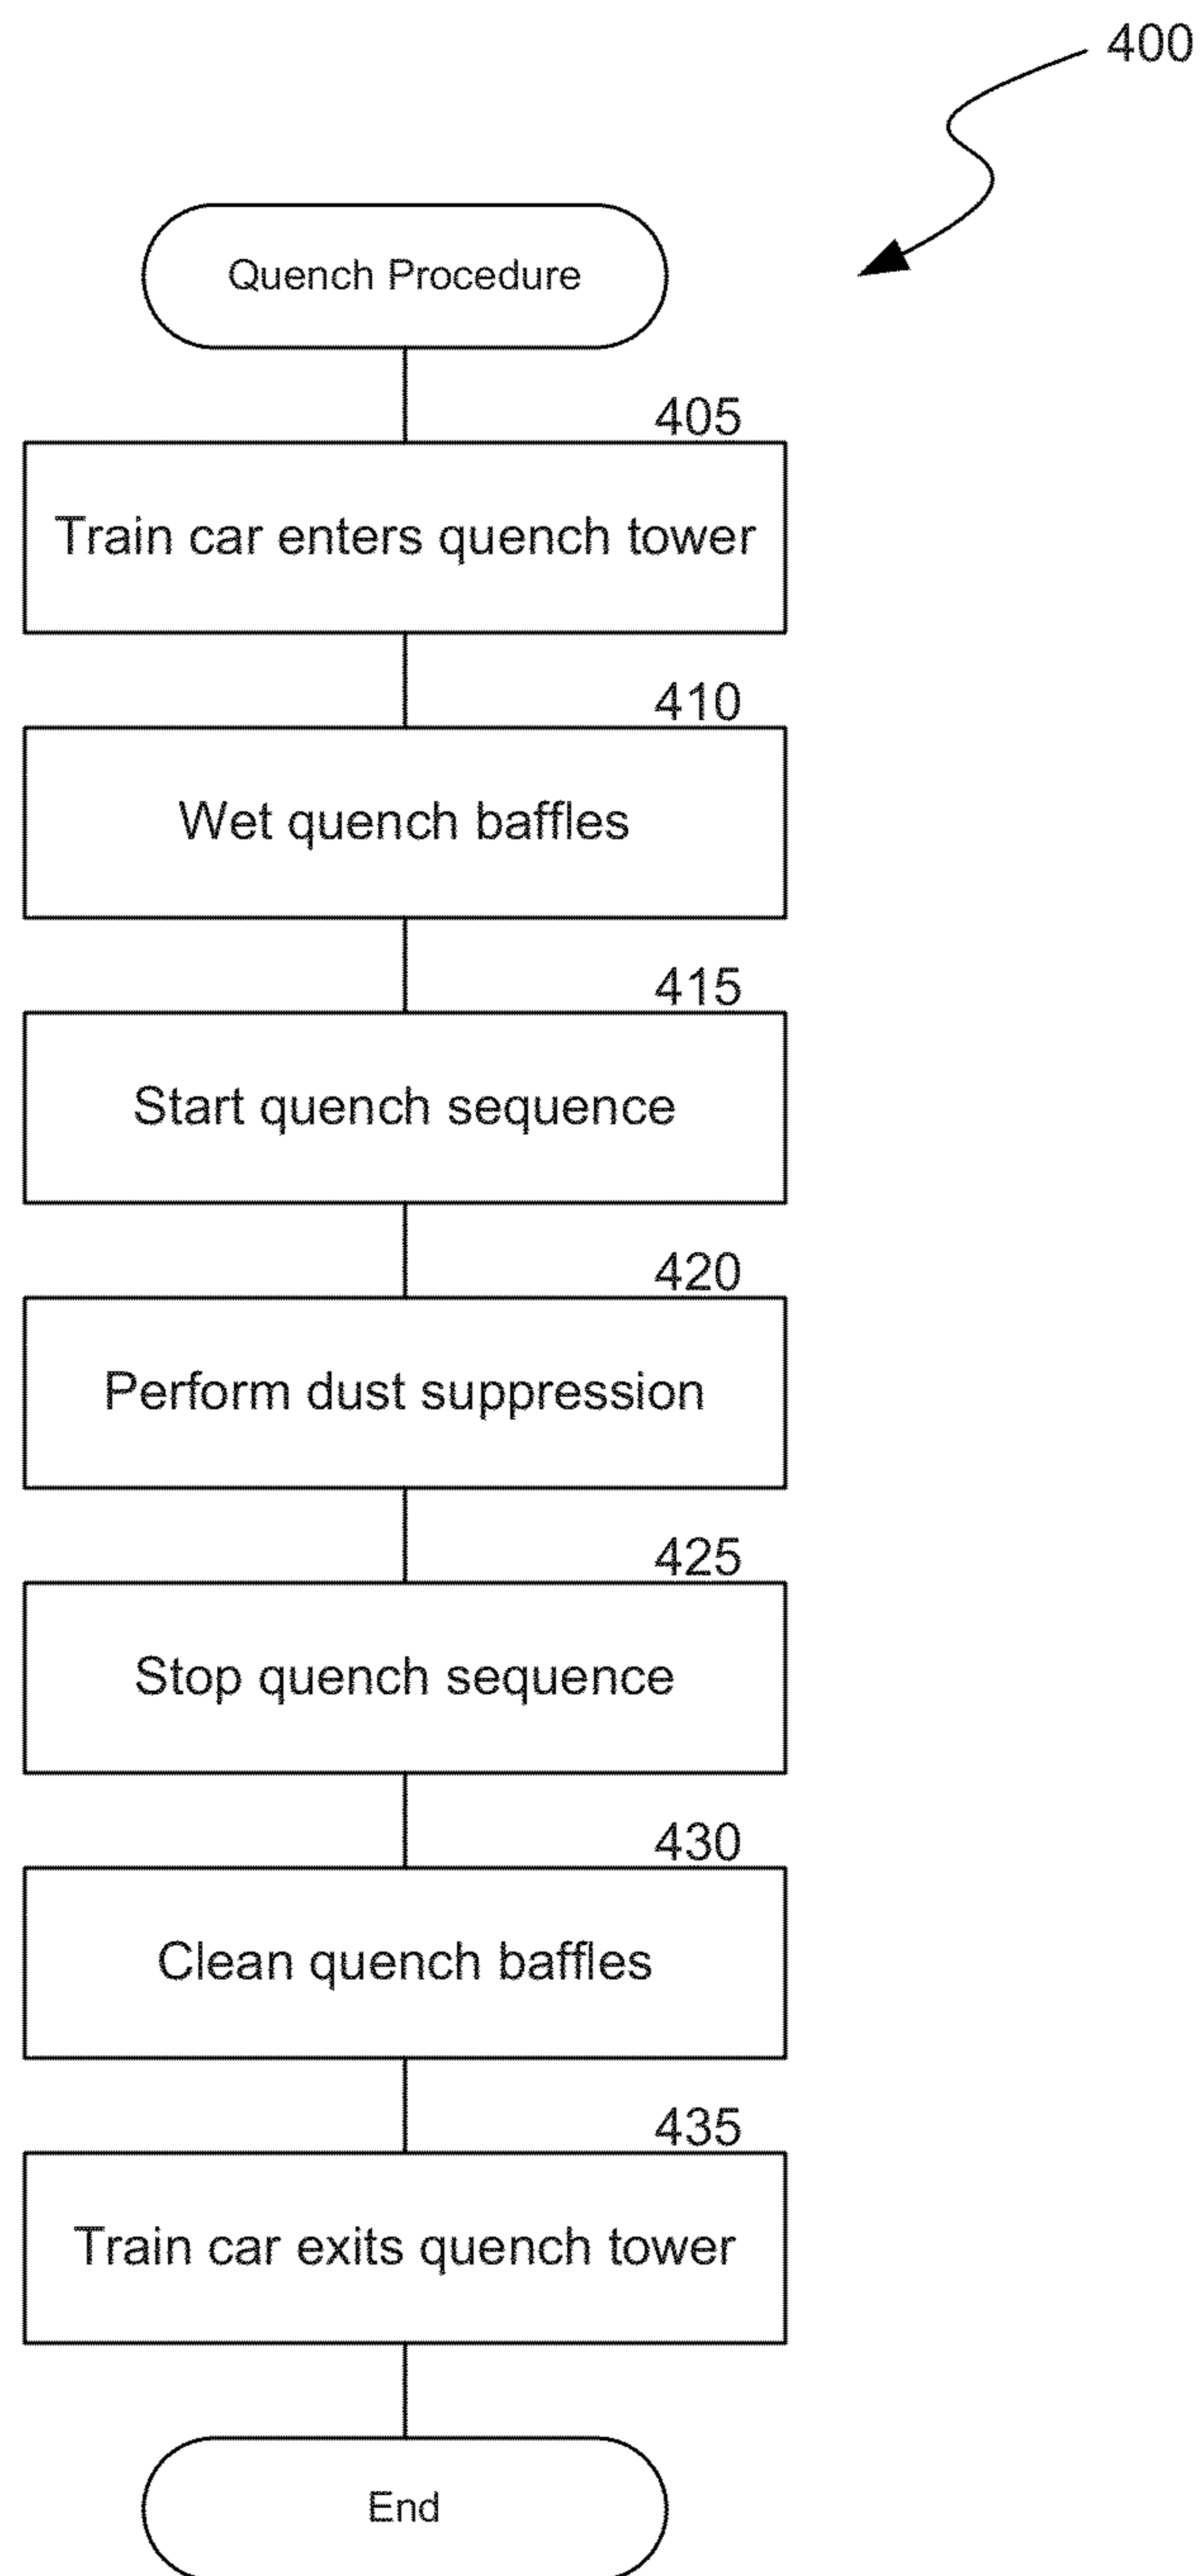 400
Quench Procedure
405
Train car enters quench tower
410
Wet quench baffles
415
Start quench sequence
420
Perform dust suppression
425
Stop quench sequence
430
Clean quench baffles
435
Train car exits quench tower
End